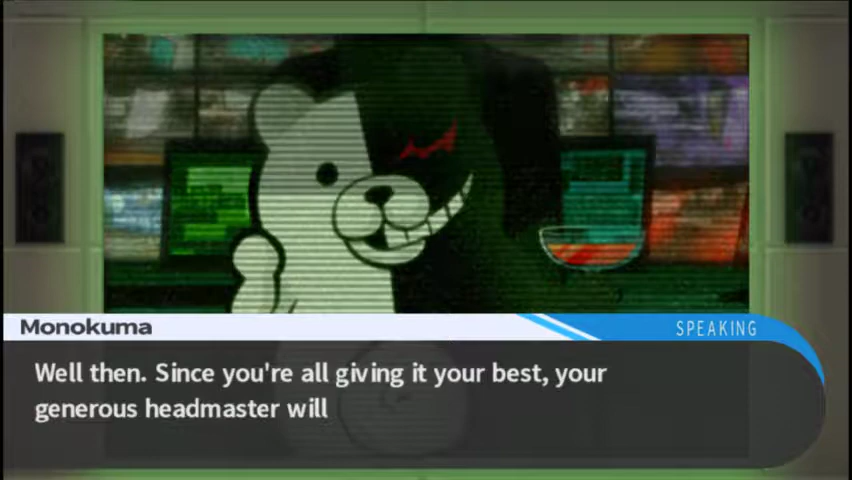 Monokuma
SPEAKING
Well then. Since you're all giving it your best, your
generous headmaster will